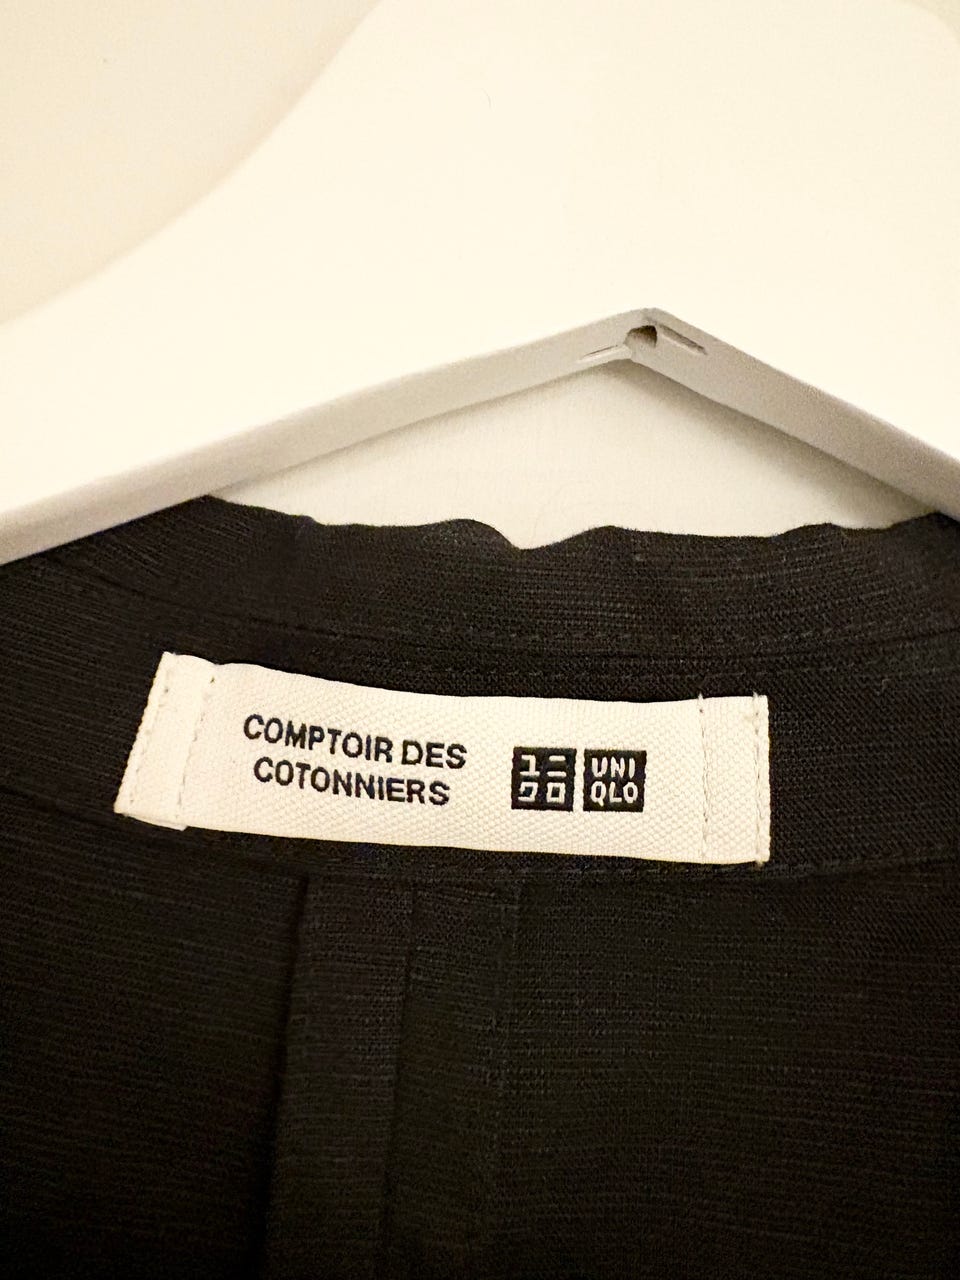 COMPTOIR DES
COTONNIERS
ユニ
クロ
UNI
QLO